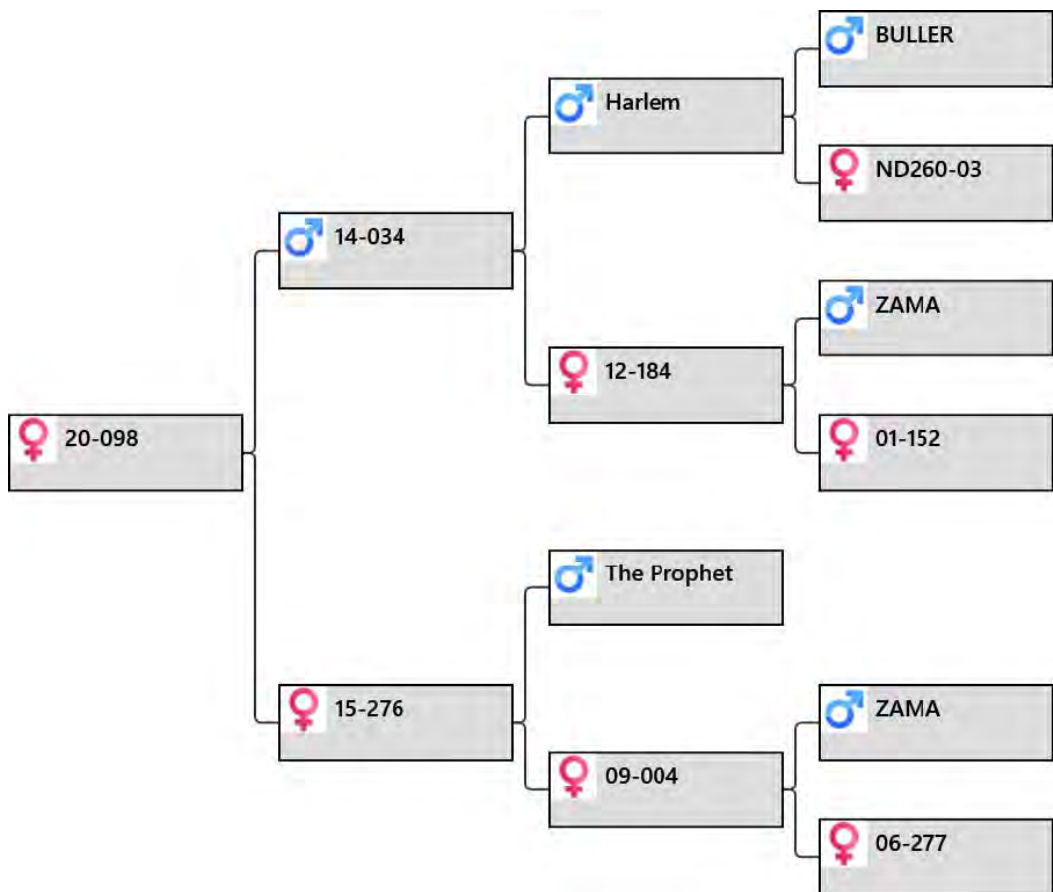 BULLER
Harlem
ND260-03
14-034
ZAMA
12-184
20-098
01-152
The Prophet
15-276
ZAMA
09-004
06-277